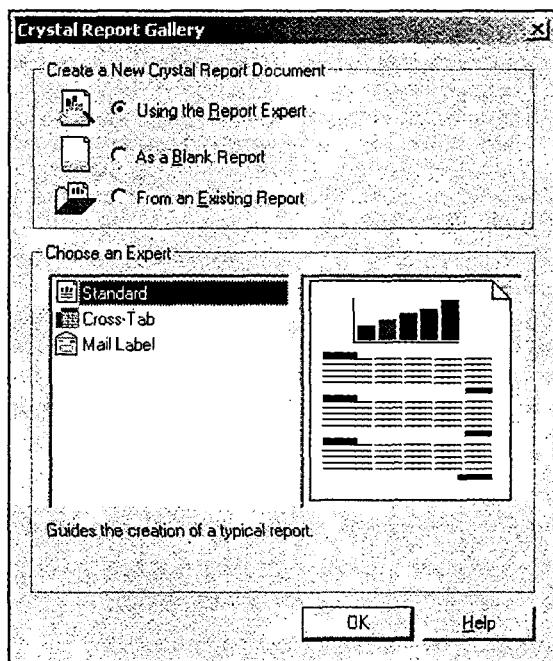 Crystal Report Gallery
Create a New Crystal Report Document
Using the Report Expert
As a Blank Report
From an Existing Report
Choose an Expert
Standard
Cross-Tab
Mail Label
Guides the creation of a typical report.
OK
Help